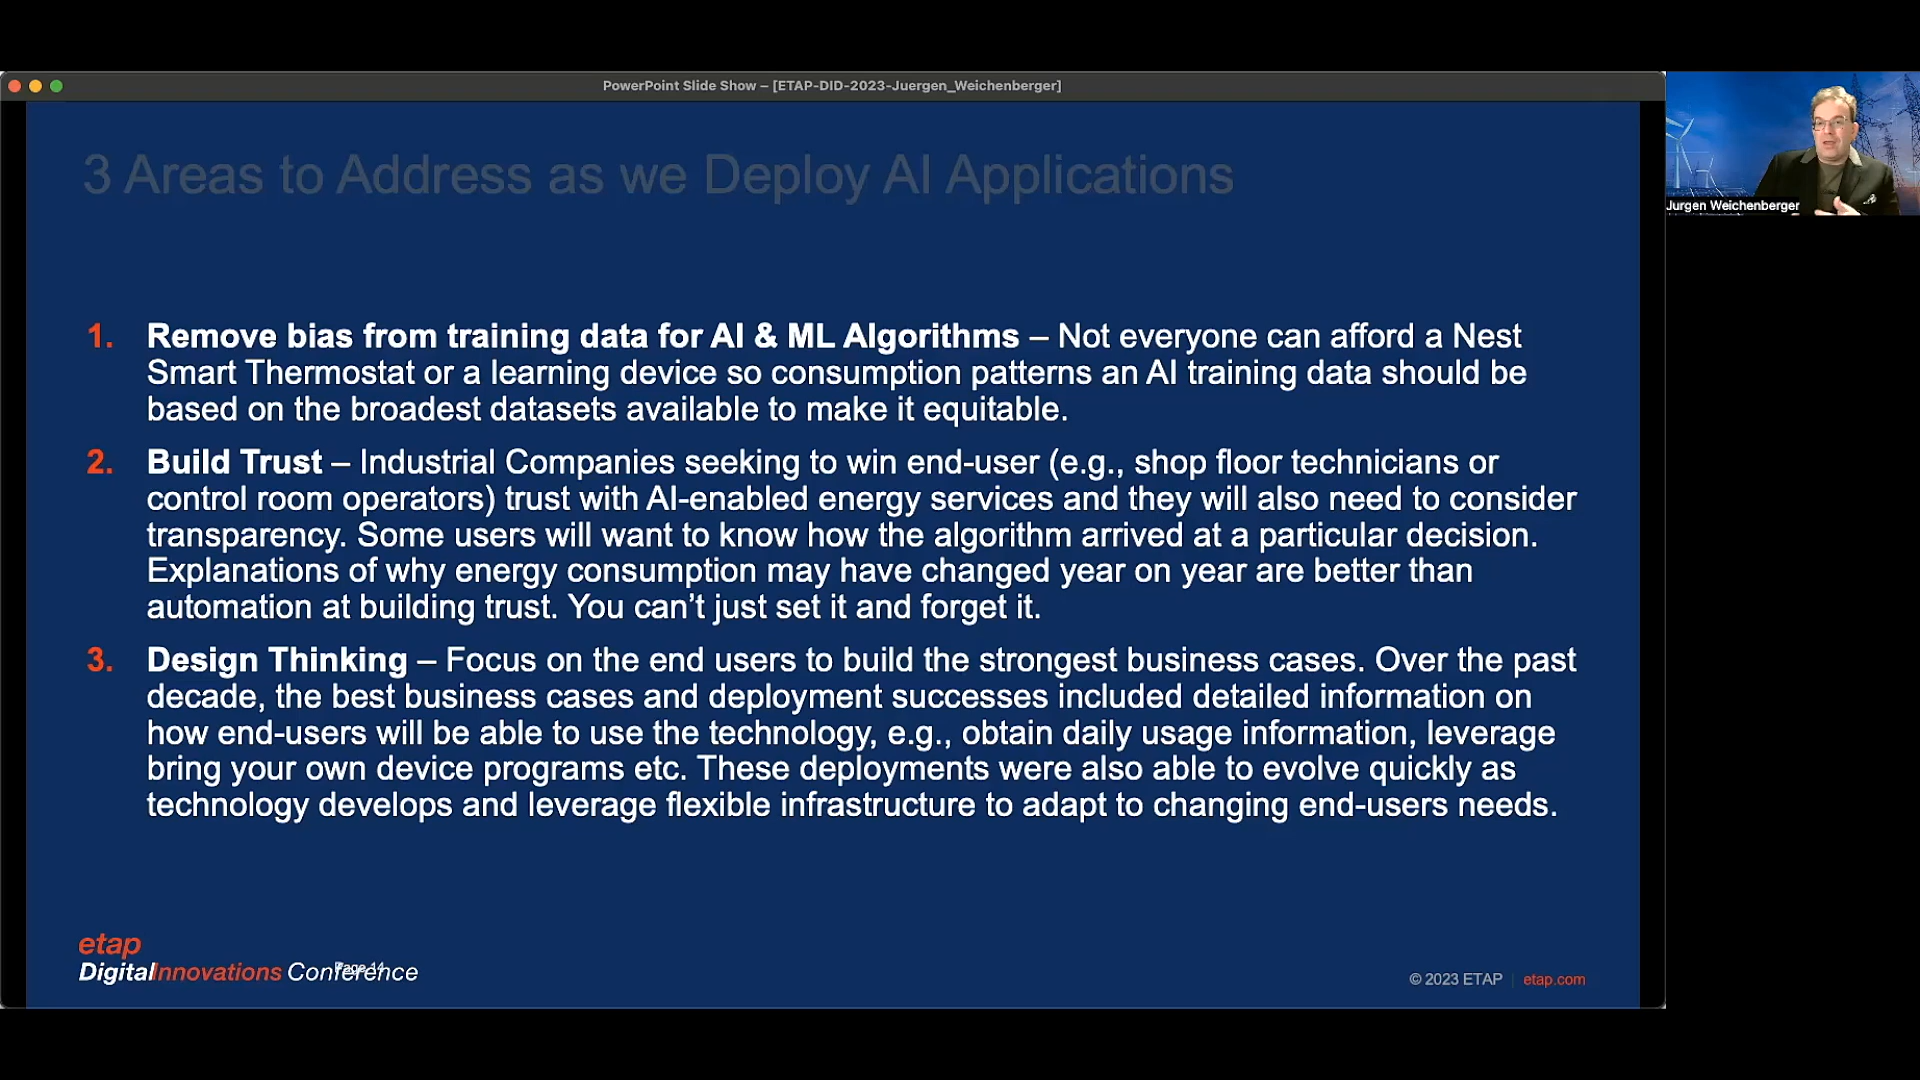 PowerPoint Slide Show – [ETAP-DID-2023-Juergen_Weichenberger]
Jurgen Weichenberger
3 Areas to Address as we Deploy AI Applications
1. Remove bias from training data for AI & ML Algorithms – Not everyone can afford a Nest
Smart Thermostat or a learning device so consumption patterns an AI training data should be
based on the broadest datasets available to make it equitable.
2. Build Trust – Industrial Companies seeking to win end-user (e.g., shop floor technicians or
control room operators) trust with AI-enabled energy services and they will also need to consider
transparency. Some users will want to know how the algorithm arrived at a particular decision.
Explanations of why energy consumption may have changed year on year are better than
automation at building trust. You can’t just set it and forget it.
3. Design Thinking – Focus on the end users to build the strongest business cases. Over the past
decade, the best business cases and deployment successes included detailed information on
how end-users will be able to use the technology, e.g., obtain daily usage information, leverage
bring your own device programs etc. These deployments were also able to evolve quickly as
technology develops and leverage flexible infrastructure to adapt to changing end-users needs.
etap
DigitalInnovations Conference
Page 14
© 2023 ETAP | etap.com